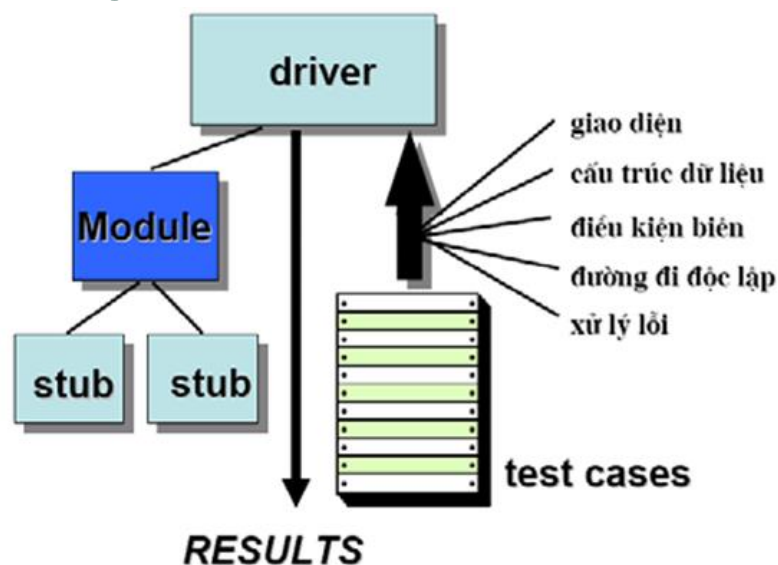 driver
giao diện
cấu trúc dữ liệu
Module
điều kiện biên
đường đi độc lập
xử lý lỗi
stub
stub
test cases
RESULTS